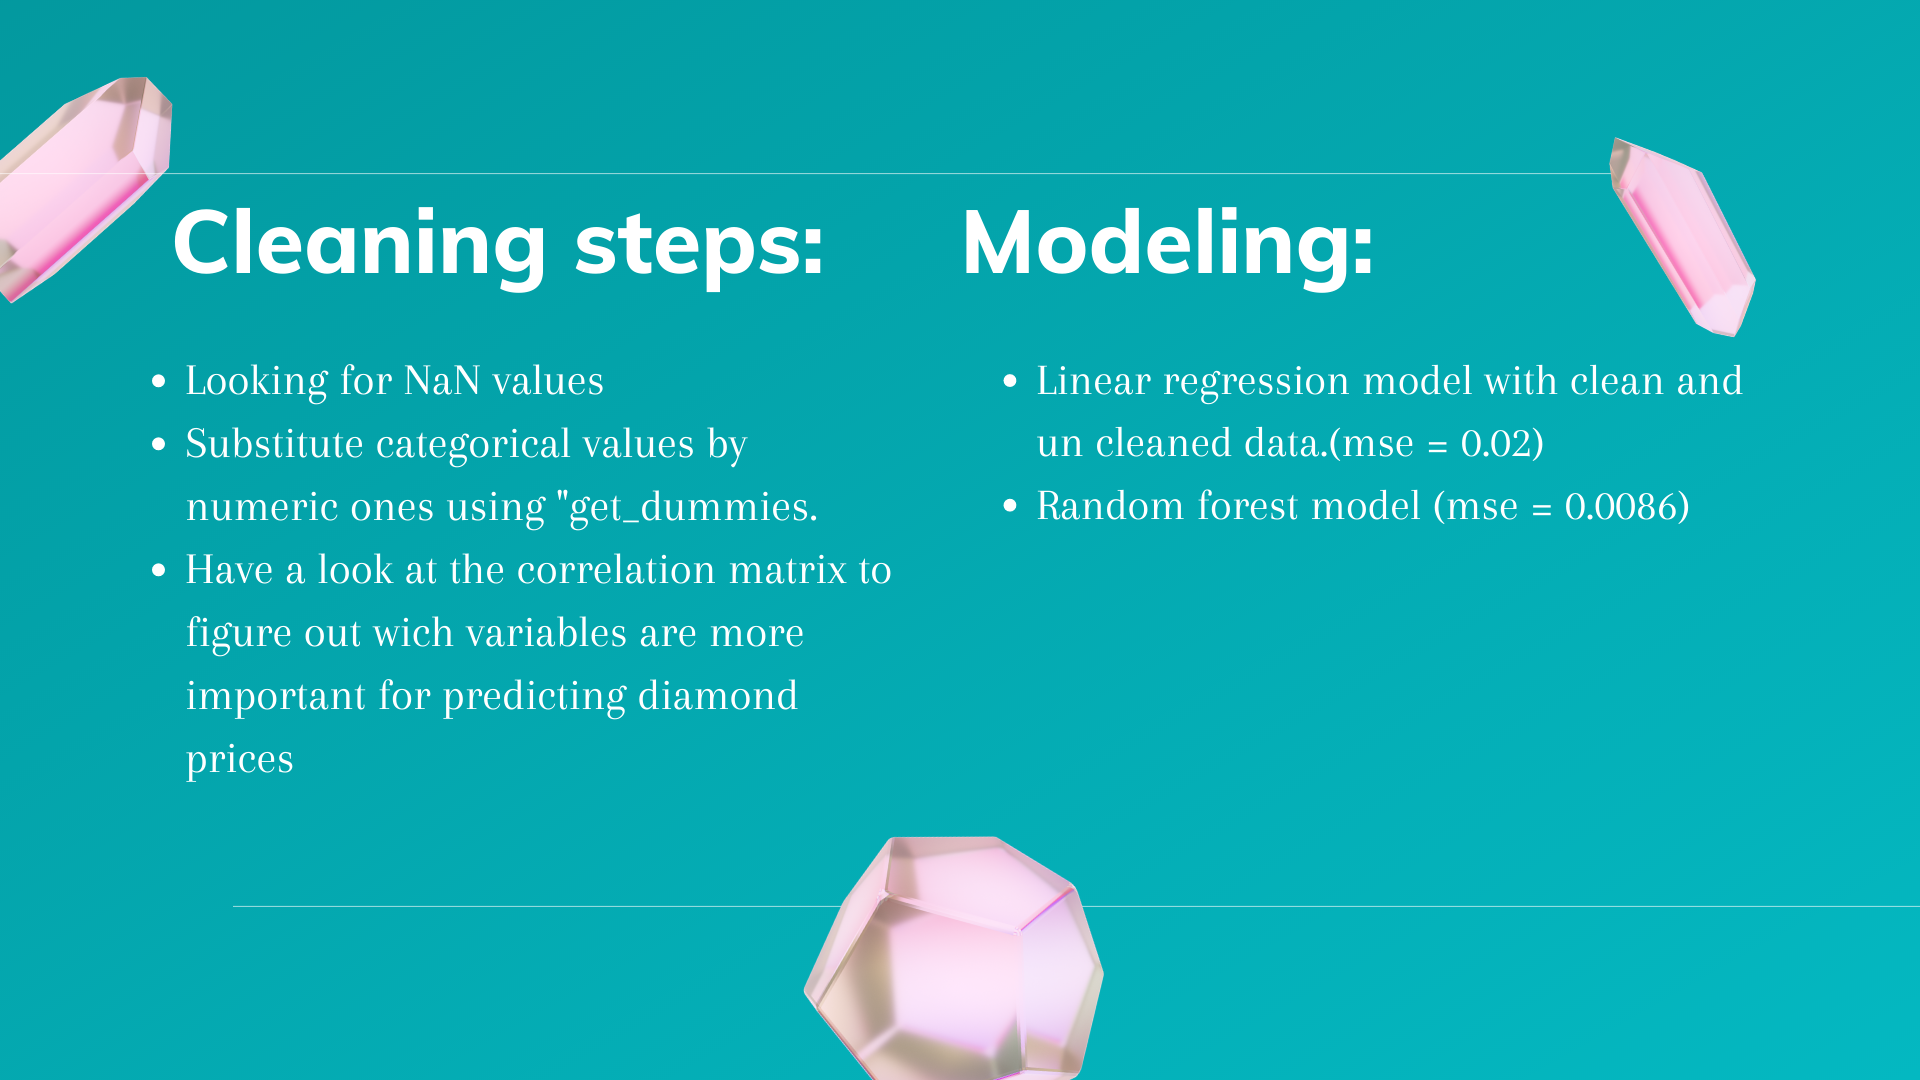 Cleaning steps:
• Looking for NaN values
• Substitute categorical values by
numeric ones using "get_dummies.
• Have a look at the correlation matrix to
figure out wich variables are more
important for predicting diamond
prices
Modeling:
• Linear regression model with clean and
un cleaned data.(mse = 0.02)
• Random forest model (mse = 0.0086)